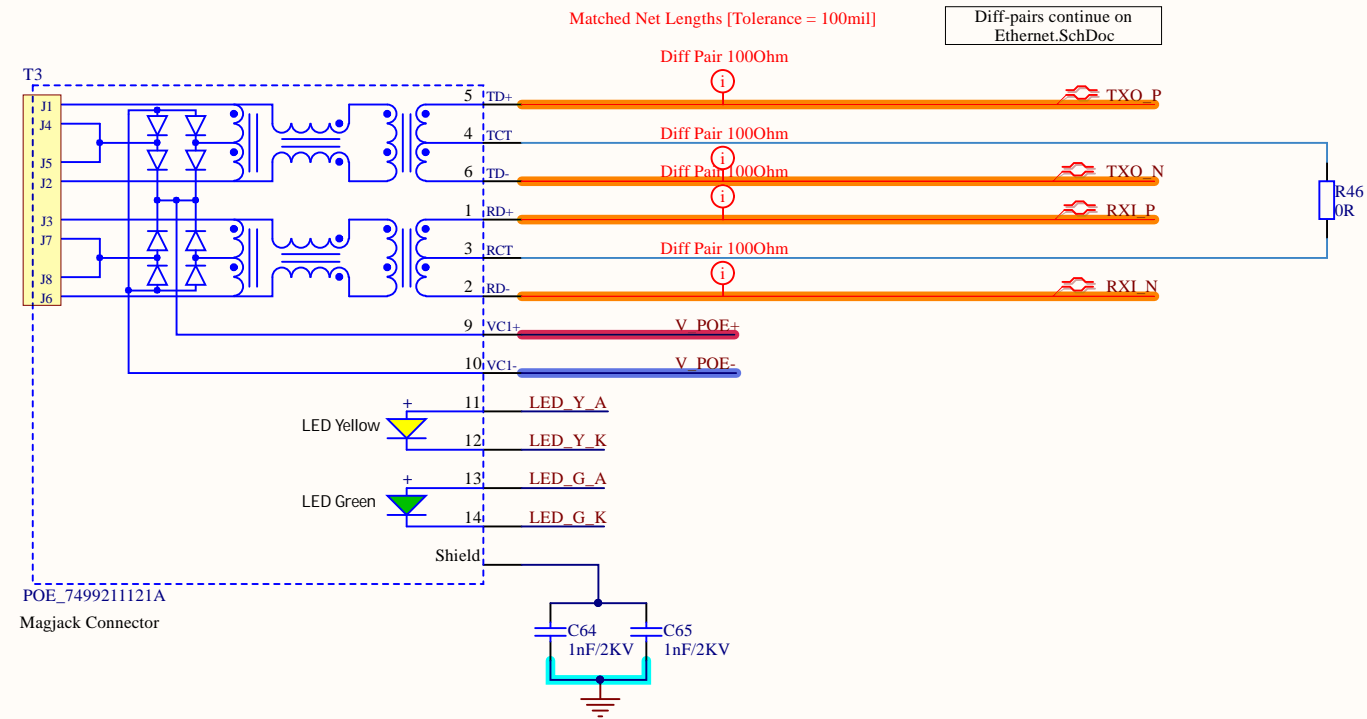 Matched Net Lengths [Tolerance = 100mil]
Diff-pairs continue on
Ethernet.SchDoc
T3
Diff Pair 100Ohm
i
J1
5 TD+
TXO_P
J4
4 TCT
Diff Pair 100Ohm
i
J5
J2
6 TD-
Diff Pair 100Ohm
TXO_N
i
R46
0R
J3
1 RD+
RXI_P
J7
3 RCT
Diff Pair 100Ohm
i
J8
J6
2 RD-
RXI_N
9 VC1+
V_POE+
10 VC1-
V_POE-
+
11
LED_Y_A
LED Yellow
12
LED_Y_K
+
13
LED_G_A
LED Green
14
LED_G_K
Shield
POE_7499211121A
Magjack Connector
C64
1nF/2KV
C65
1nF/2KV